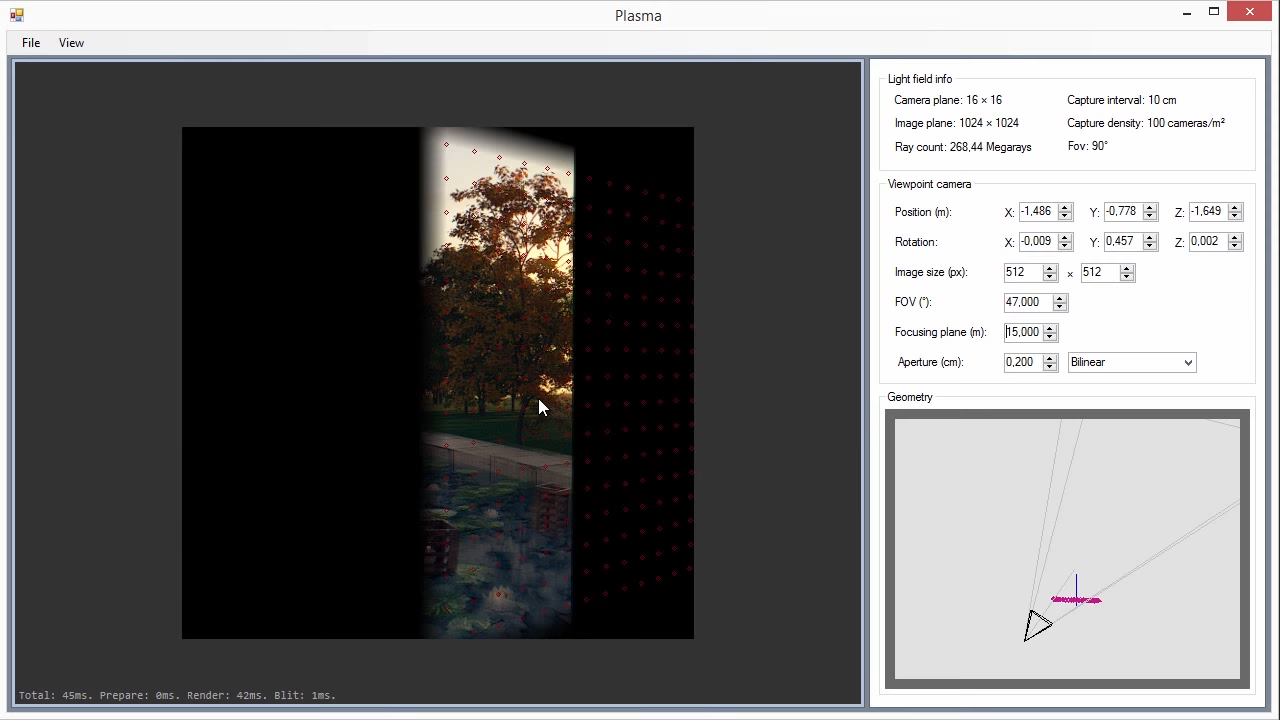 Plasma
File View
Light field info
Camera plane: 16 × 16 Capture interval: 10 cm
Image plane: 1024 × 1024 Capture density: 100 cameras/m²
Ray count: 268,44 Megarays Fov: 90°
Viewpoint camera
Position (m): X: -1,486 Y: -0,778 Z: -1,649
Rotation: X: -0,009 Y: 0,457 Z: 0,002
Image size (px): 512 x 512
FOV (°): 47,000
Focusing plane (m): 15,000
Aperture (cm): 0,200 Bilinear
Geometry
Total: 45ms. Prepare: 0ms. Render: 42ms. Blit: 1ms.